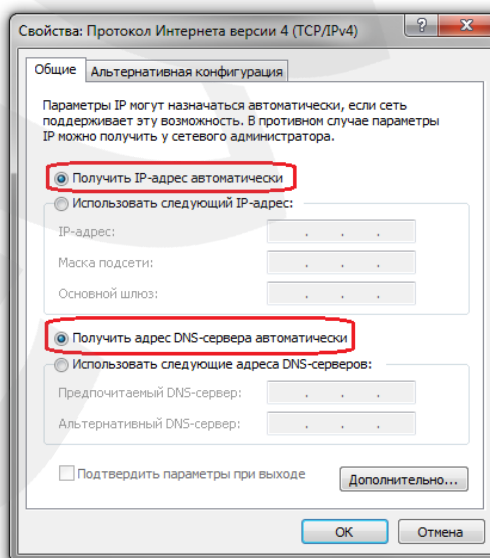 Свойства: Протокол Интернета версии 4 (TCP/IPv4)
Общие
Альтернативная конфигурация
Параметры IP могут назначаться автоматически, если сеть
поддерживает эту возможность. В противном случае параметры
IP можно получить у сетевого администратора.
Получить IP-адрес автоматически
Использовать следующий IP-адрес:
IP-адрес:
Маска подсети:
Основной шлюз:
Получить адрес DNS-сервера автоматически
Использовать следующие адреса DNS-серверов:
Предпочитаемый DNS-сервер:
Альтернативный DNS-сервер:
Подтвердить параметры при выходе
Дополнительно...
ОК
Отмена